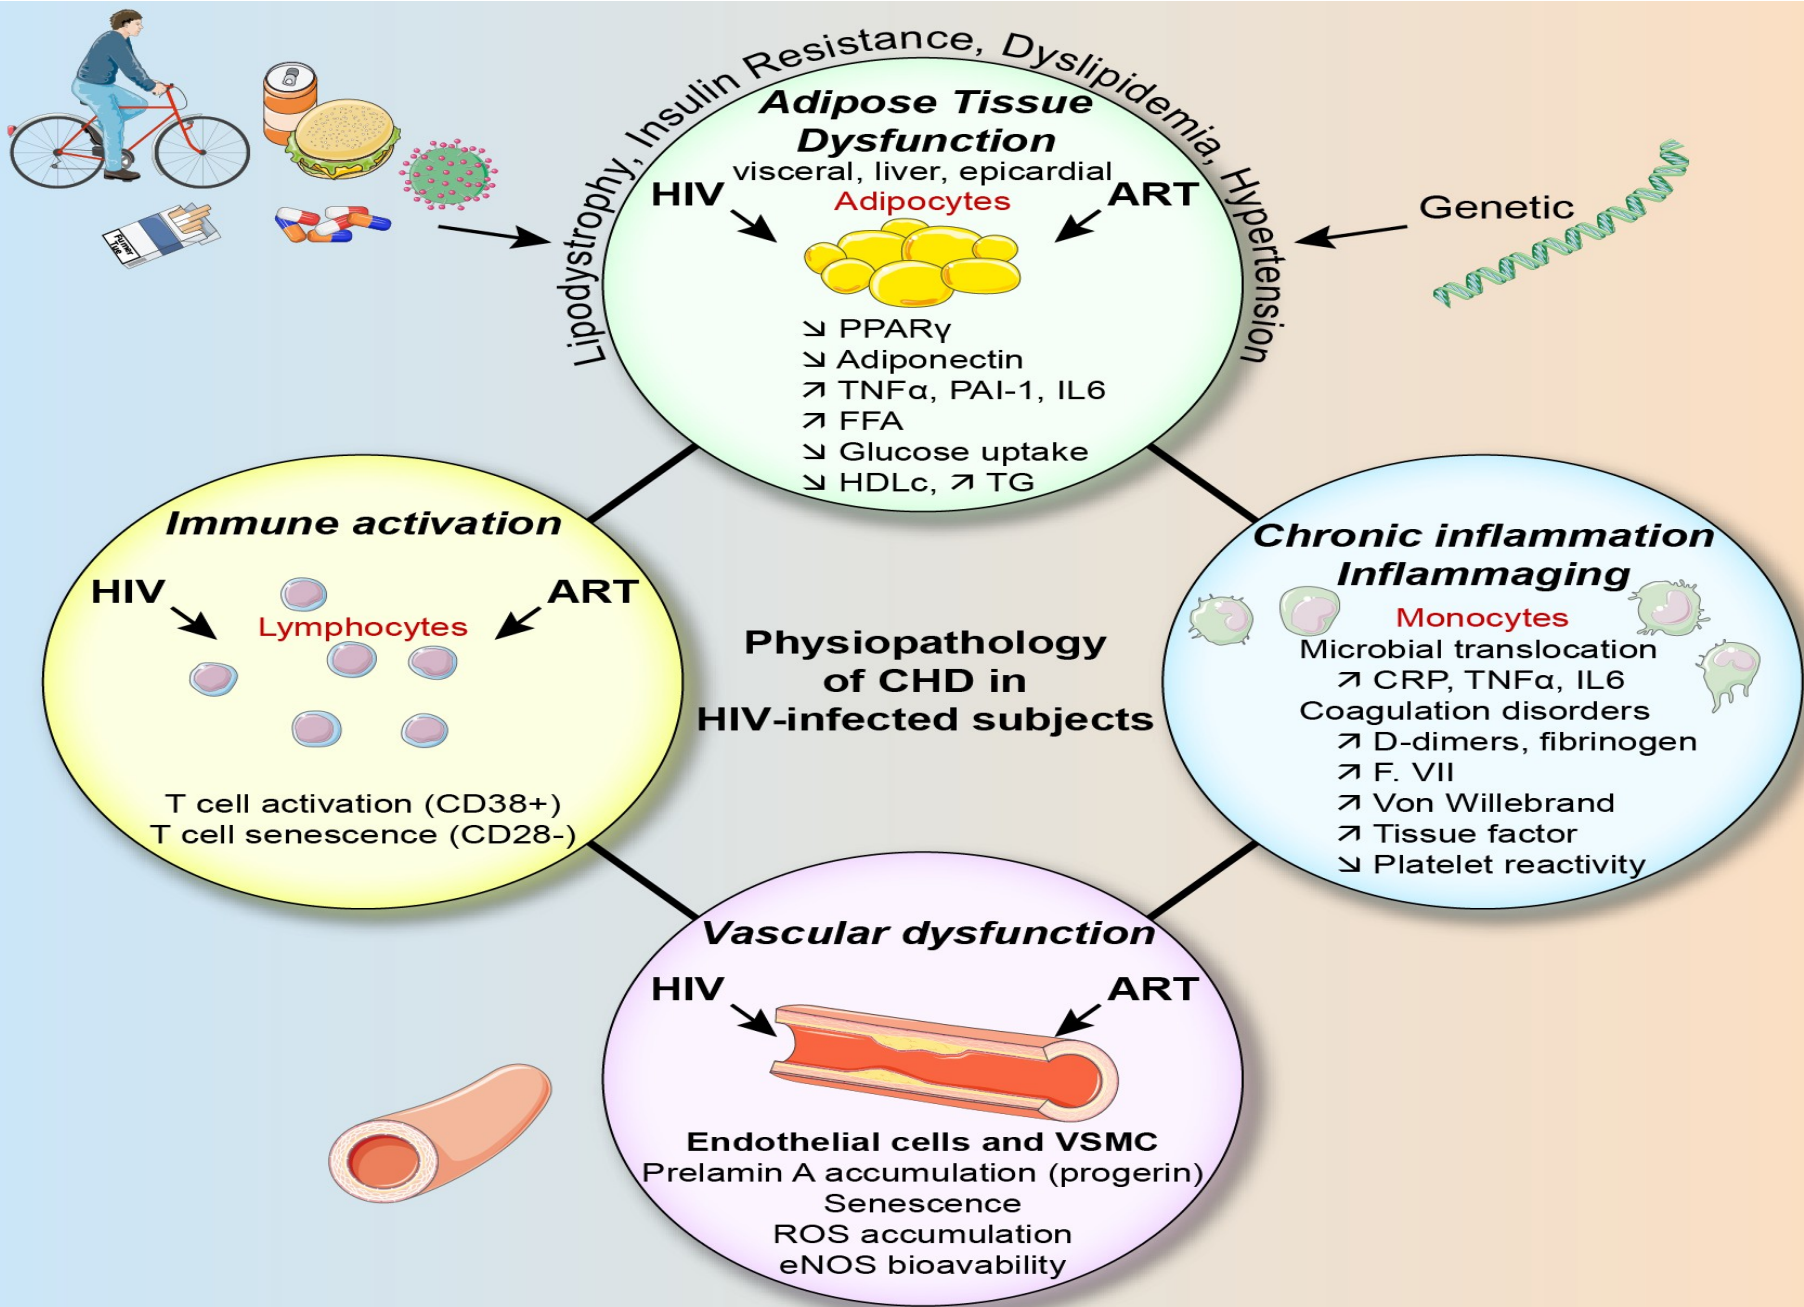 Lipodystrophy, Insulin Resistance, Dyslipidemia, Hypertension
Adipose Tissue
Dysfunction
visceral, liver, epicardial
HIV
Adipocytes
ART
↘ PPARγ
↘ Adiponectin
↗ TNFα, PAI-1, IL6
↗ FFA
↘ Glucose uptake
↘ HDLc, ↗ TG
Fumer
Tue
Genetic
Immune activation
HIV
ART
Lymphocytes
T cell activation (CD38+)
T cell senescence (CD28-)
Physiopathology
of CHD in
HIV-infected subjects
Chronic inflammation
Inflammaging
Monocytes
Microbial translocation
↗ CRP, TNFα, IL6
Coagulation disorders
↗ D-dimers, fibrinogen
↗ F. VII
↗ Von Willebrand
↗ Tissue factor
↘ Platelet reactivity
Vascular dysfunction
HIV
ART
Endothelial cells and VSMC
Prelamin A accumulation (progerin)
Senescence
ROS accumulation
eNOS bioavability